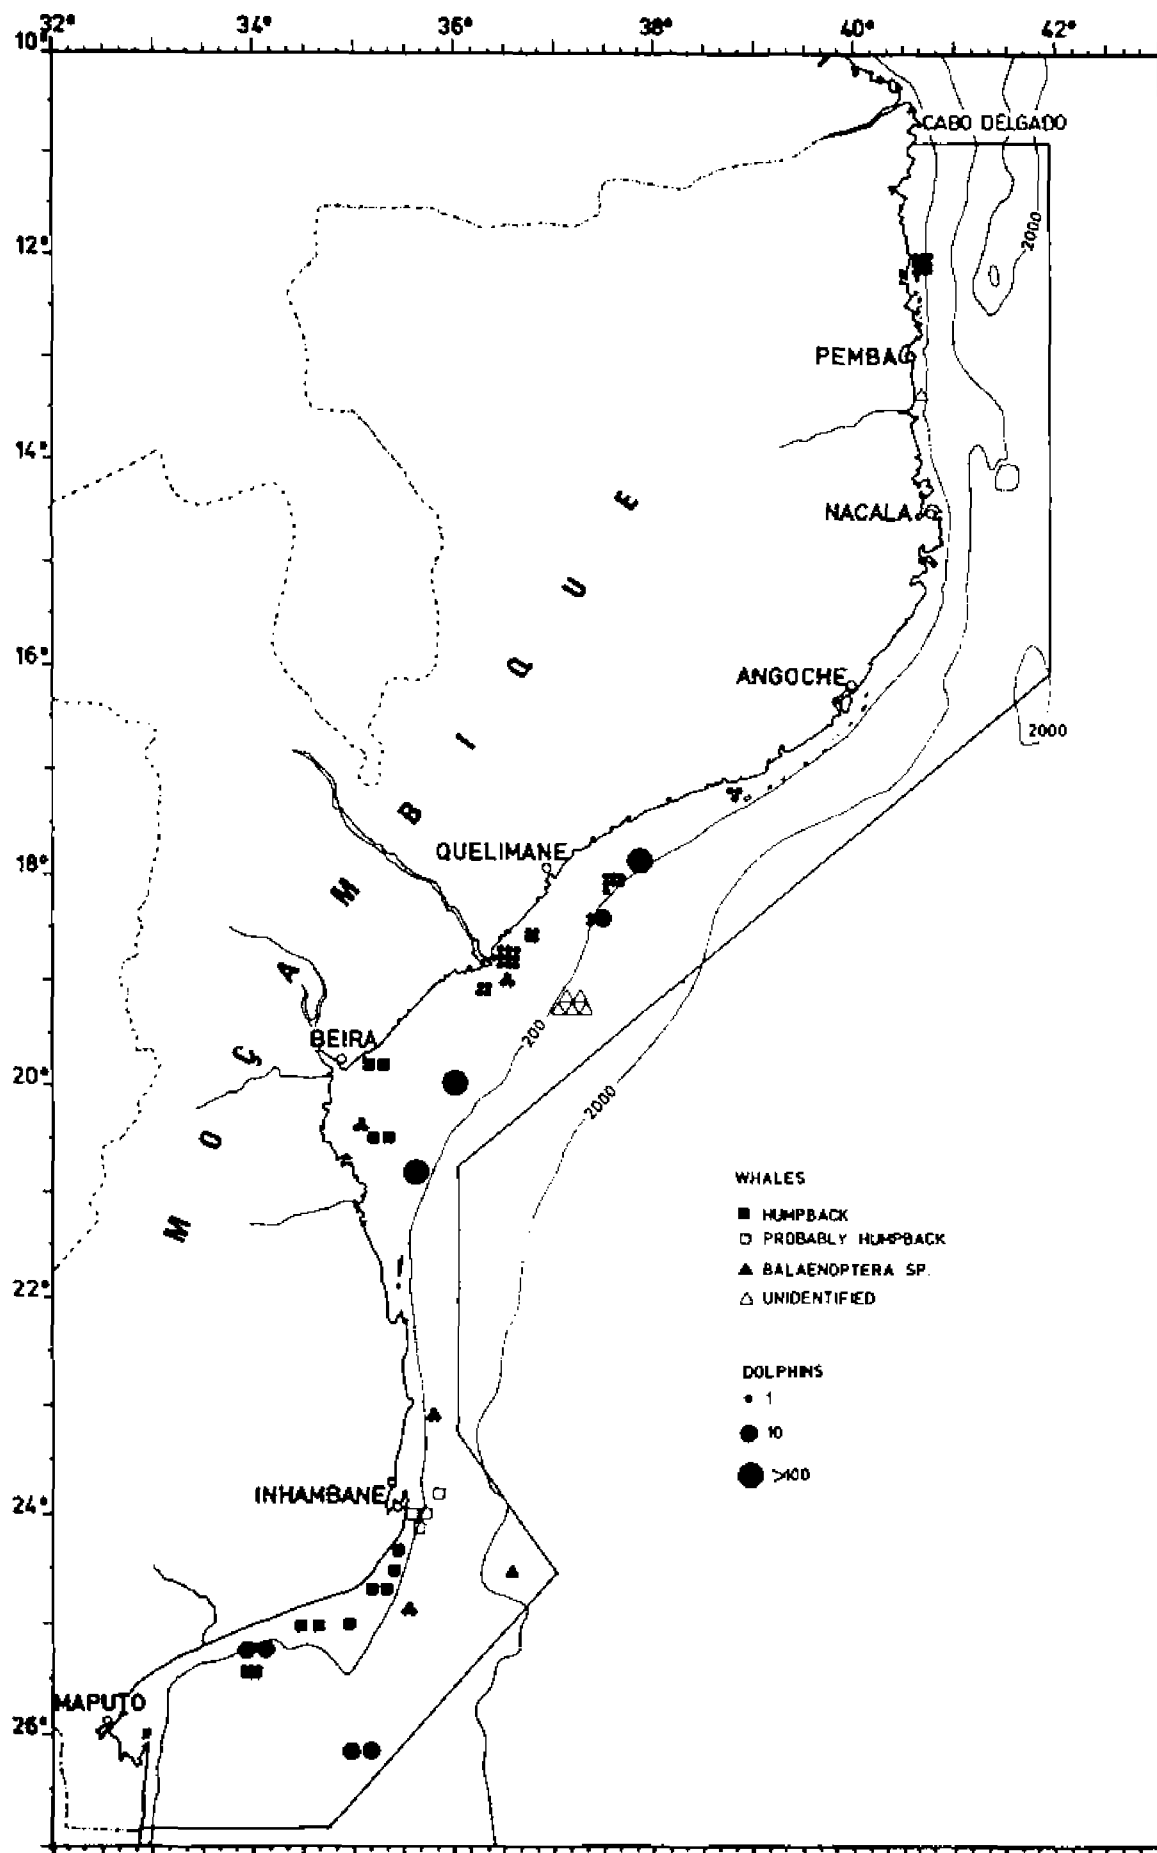 32° 34° 36° 38° 40° 42°
10°
CABO DELGADO
2000
12°
PEMBA
14°
NACALA
16°
ANGOCHE
2000
QUELIMANE
18°
MOÇAMBIQUE
BEIRA
200
20°
2000
WHALES
HUMPBACK
PROBABLY HUMPBACK
BALAENOPTERA SP.
UNIDENTIFIED
22°
DOLPHINS
1
10
>100
INHAMBANE
24°
MAPUTO
26°